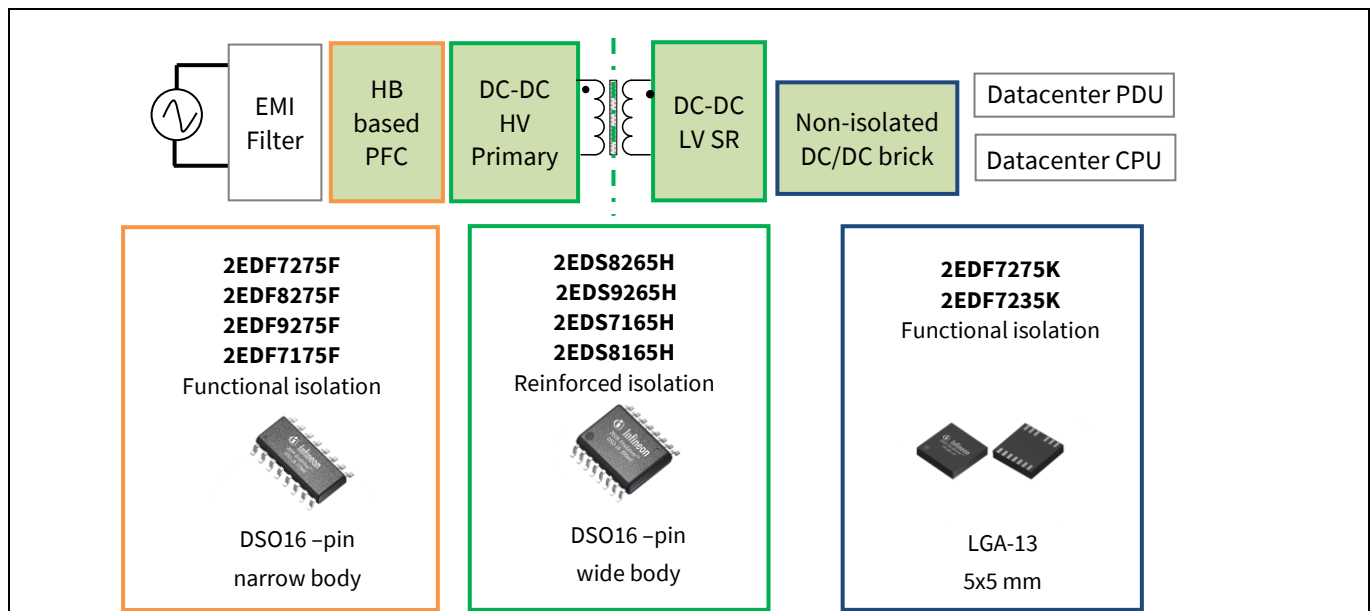 EMI
Filter
HB
based
PFC
DC-DC
HV
Primary
DC-DC
LV SR
Non-isolated
DC/DC brick
Datacenter PDU
Datacenter CPU
2EDF7275F
2EDF8275F
2EDF9275F
2EDF7175F
Functional isolation
infineon
DSO16 –pin
narrow body
2EDS8265H
2EDS9265H
2EDS7165H
2EDS8165H
Reinforced isolation
infineon
DSO16 –pin
wide body
2EDF7275K
2EDF7235K
Functional isolation
LGA-13
5x5 mm